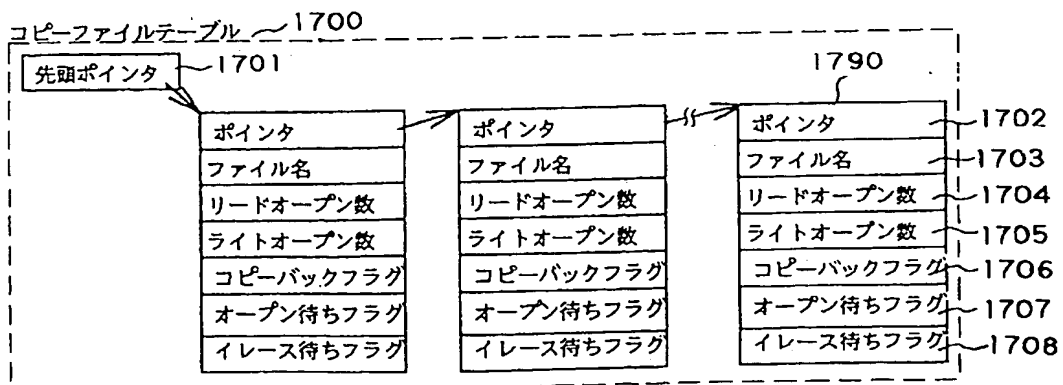 コピーファイルテーブル 1700
先頭ポインタ 1701
1790
ポインタ ポインタ ポインタ 1702
ファイル名 ファイル名 ファイル名 1703
リードオープン数 リードオープン数 リードオープン数 1704
ライトオープン数 ライトオープン数 ライトオープン数 1705
コピーバックフラグ コピーバックフラグ コピーバックフラグ 1706
オープン待ちフラグ オープン待ちフラグ オープン待ちフラグ 1707
イレース待ちフラグ イレース待ちフラグ イレース待ちフラグ 1708